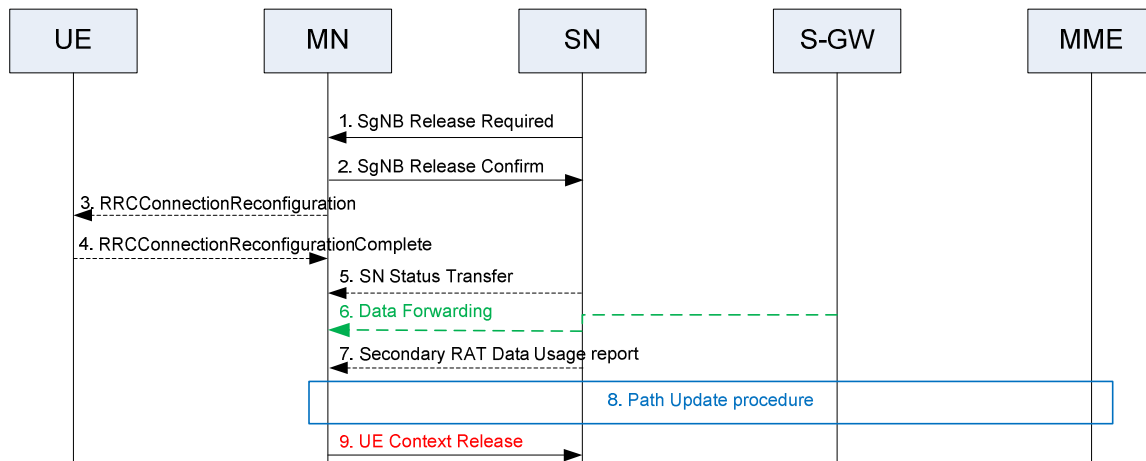 UE
MN
SN
S-GW
MME
1. SgNB Release Required
2. SgNB Release Confirm
3. RRCConnectionReconfiguration
4. RRCConnectionReconfigurationComplete
5. SN Status Transfer
6. Data Forwarding
7. Secondary RAT Data Usage report
8. Path Update procedure
9. UE Context Release